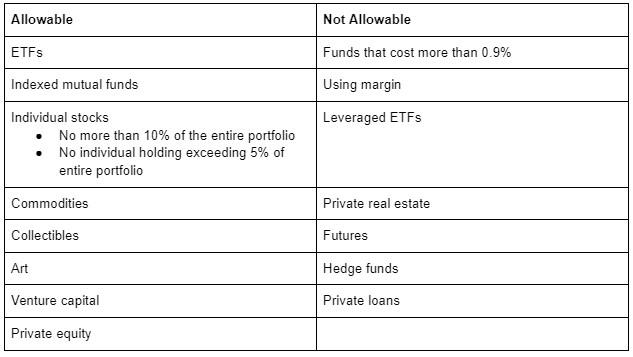 Allowable Not Allowable
ETFs Funds that cost more than 0.9%
Indexed mutual funds Using margin
Individual stocks Leveraged ETFs
● No more than 10% of the entire portfolio
● No individual holding exceeding 5% of
entire portfolio
Commodities Private real estate
Collectibles Futures
Art Hedge funds
Venture capital Private loans
Private equity